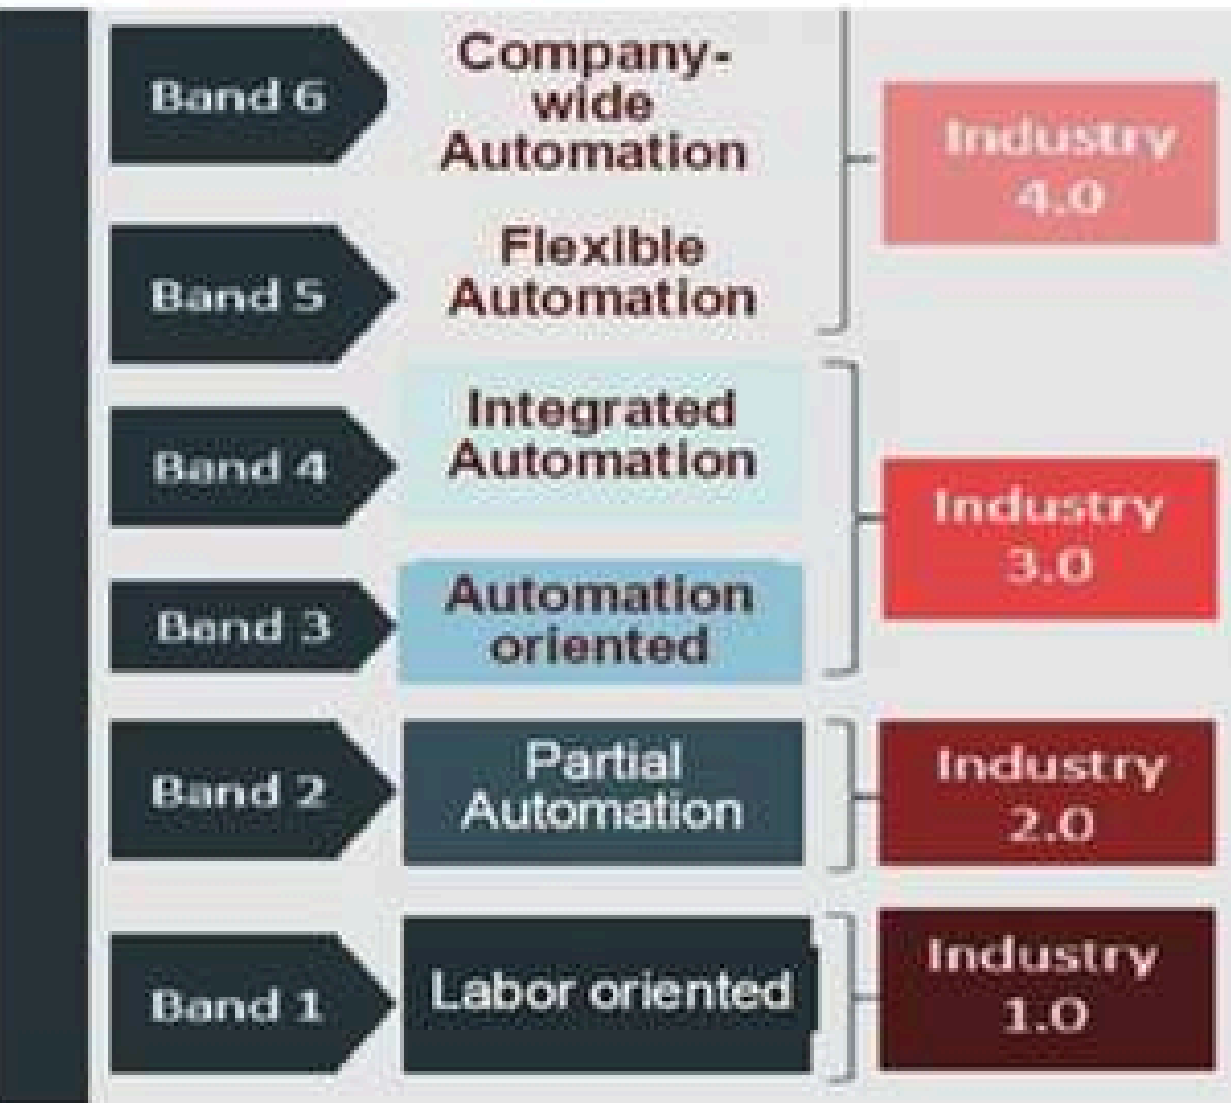 Band 6
Company-
wide
Automation
Industry
4.0
Band 5
Flexible
Automation
Band 4
Integrated
Automation
Industry
3.0
Band 3
Automation
oriented
Band 2
Partial
Automation
Industry
2.0
Band 1
Labor oriented
Industry
1.0